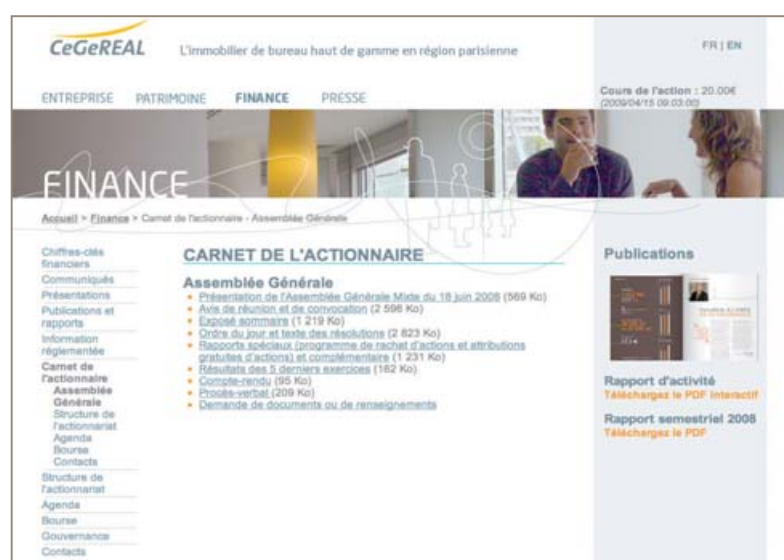 CeGeREAL
L'immobilier de bureau haut de gamme en région parisienne
FR | EN
ENTREPRISE PATRIMOINE FINANCE PRESSE
Cours de l'action : 20.00€
(2009/04/15 09:03:00)
FINANCE
Accueil > Finance > Carnet de l'actionnaire - Assemblée Générale
Chiffres-clés
financiers
Communiqués
Présentations
Publications et
rapports
Information
réglementée
Carnet de
l'actionnaire
Assemblée
Générale
Structure de
l'actionnariat
Agenda
Bourse
Contacts
Structure de
l'actionnariat
Agenda
Bourse
Gouvernance
Contacts
CARNET DE L'ACTIONNAIRE
Assemblée Générale
Présentation de l'Assemblée Générale Mixte du 18 juin 2008 (569 Ko)
Avis de réunion et de convocation (2 598 Ko)
Exposé sommaire (1 219 Ko)
Ordre du jour et texte des résolutions (2 823 Ko)
Rapports spéciaux (programme de rachat d'actions et attributions
gratuites d'actions) et complémentaire (1 231 Ko)
Résultats des 5 derniers exercices (162 Ko)
Compte-rendu (95 Ko)
Procès-verbal (209 Ko)
Demande de documents ou de renseignements
Publications
Rapport d'activité
Téléchargez le PDF interactif
Rapport semestriel 2008
Téléchargez le PDF